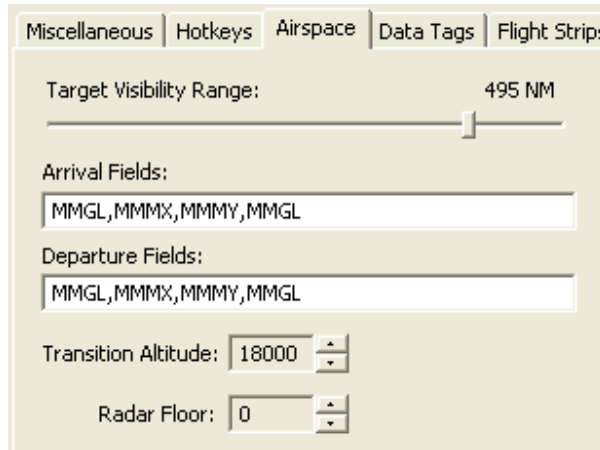 Miscellaneous Hotkeys Airspace Data Tags Flight Strips
Target Visibility Range: 495 NM
Arrival Fields:
MMGL,MMMX,MMMY,MMGL
Departure Fields:
MMGL,MMMX,MMMY,MMGL
Transition Altitude: 18000
Radar Floor: 0